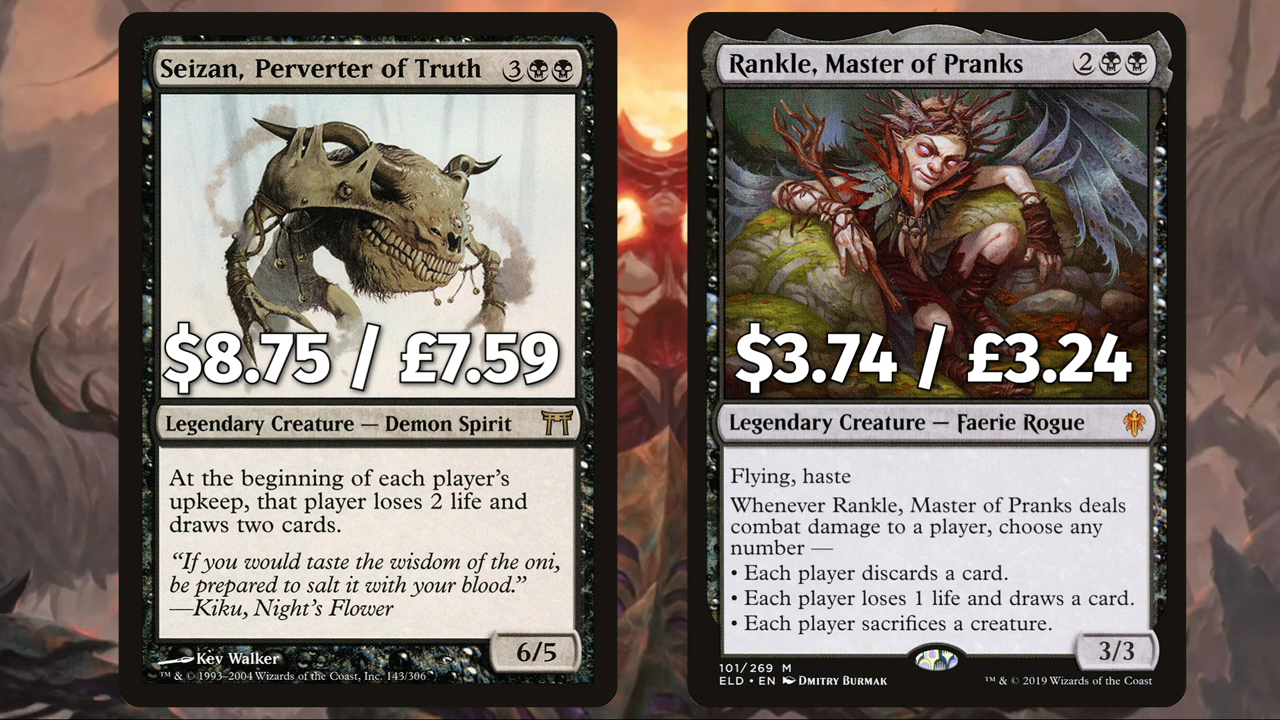 Seizan, Perverter of Truth 3
$8.75 / £7.59
Legendary Creature — Demon Spirit
At the beginning of each player's
upkeep, that player loses 2 life and
draws two cards.
“If you would taste the wisdom of the oni,
be prepared to salt it with your blood.”
—Kiku, Night's Flower
6/5
Kev Walker
™ & © 1993–2004 Wizards of the Coast, Inc. 143/306
Rankle, Master of Pranks 2
$3.74 / £3.24
Legendary Creature — Faerie Rogue
Flying, haste
Whenever Rankle, Master of Pranks deals
combat damage to a player, choose any
number —
• Each player discards a card.
• Each player loses 1 life and draws a card.
• Each player sacrifices a creature.
3/3
101/269 M
ELD • EN Dmitry Burmak
™ & © 2019 Wizards of the Coast